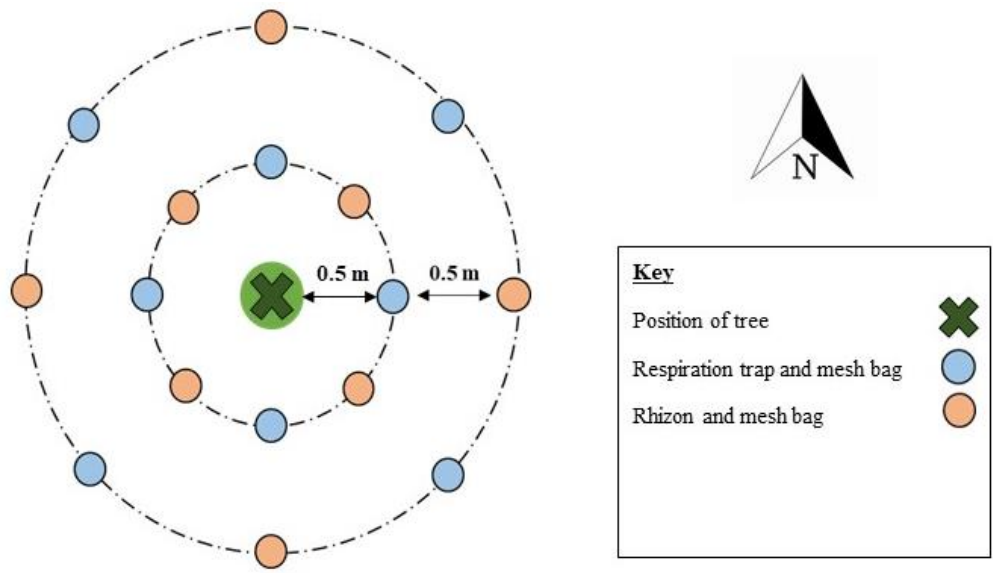 N
0.5 m
0.5 m
Key
Position of tree
Respiration trap and mesh bag
Rhizon and mesh bag